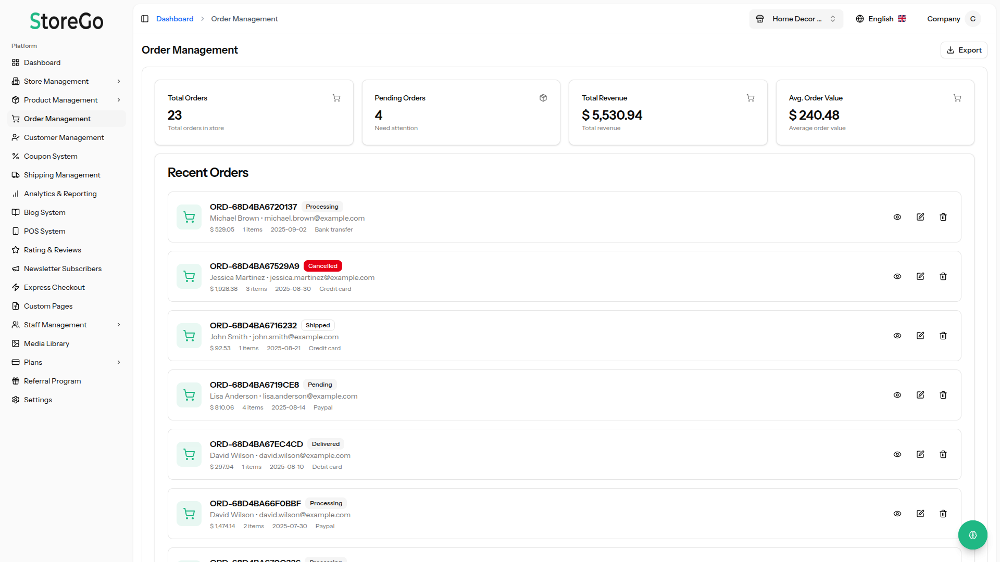 StoreGo
Platform
Dashboard
Store Management
Product Management
Order Management
Customer Management
Coupon System
Shipping Management
Analytics & Reporting
Blog System
POS System
Rating & Reviews
Newsletter Subscribers
Express Checkout
Custom Pages
Staff Management
Media Library
Plans
Referral Program
Settings
Dashboard > Order Management
Home Decor ...
English
Company C
Order Management
Export
Total Orders
23
Total orders in store
Pending Orders
4
Need attention
Total Revenue
$ 5,530.94
Total revenue
Avg. Order Value
$ 240.48
Average order value
Recent Orders
ORD-68D4BA6720137 Processing
Michael Brown • michael.brown@example.com
$ 529.05 1 items 2025-09-02 Bank transfer
ORD-68D4BA67529A9 Cancelled
Jessica Martinez • jessica.martinez@example.com
$ 1,928.38 3 items 2025-08-30 Credit card
ORD-68D4BA6716232 Shipped
John Smith • john.smith@example.com
$ 92.53 1 items 2025-08-21 Credit card
ORD-68D4BA6719CE8 Pending
Lisa Anderson • lisa.anderson@example.com
$ 810.06 4 items 2025-08-14 Paypal
ORD-68D4BA67EC4CD Delivered
David Wilson • david.wilson@example.com
$ 297.94 1 items 2025-08-10 Debit card
ORD-68D4BA66F0BBF Processing
David Wilson • david.wilson@example.com
$ 1,474.14 2 items 2025-07-30 Paypal
Processing